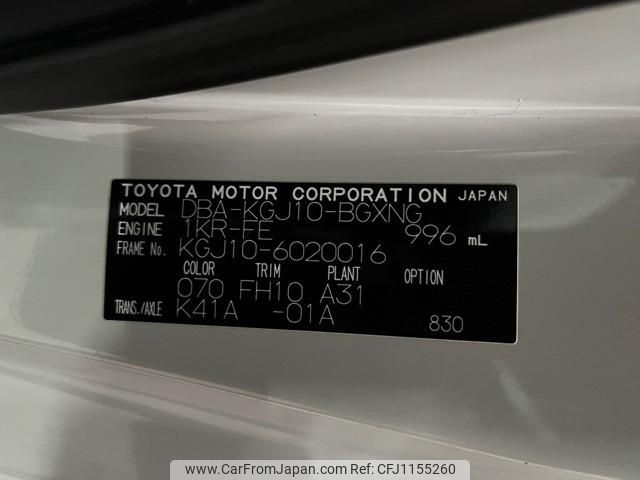 TOYOTA MOTOR CORPORATION JAPAN
MODEL DBA-KGJ10-BGXNG
ENGINE 1KR-FE 996 mL
FRAME No. KGJ10-6020016
COLOR TRIM PLANT OPTION
070 FH10 A31
TRANS./AXLE K41A -01A 830
www.CarFromJapan.com | CFJ1155260